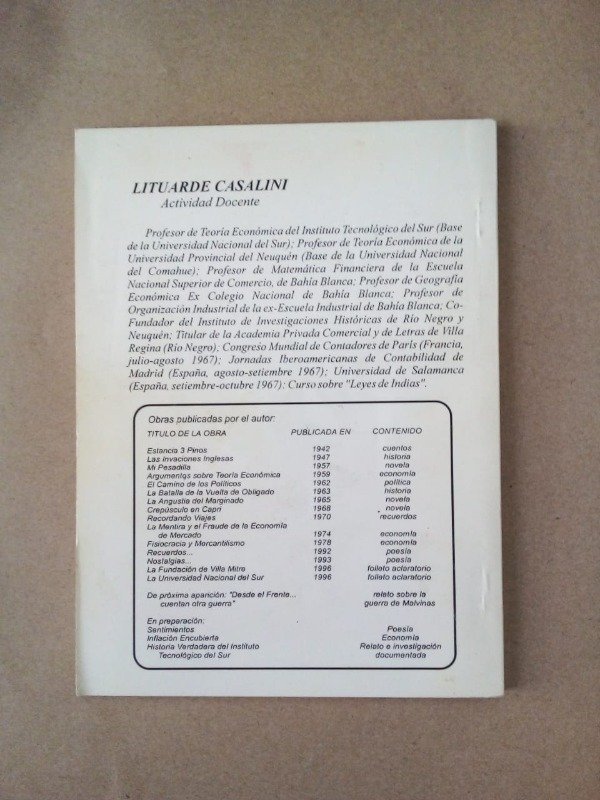 LITUARDE CASALINI
Actividad Docente
Profesor de Teoría Económica del Instituto Tecnológico del Sur (Base
de la Universidad Nacional del Sur); Profesor de Teoría Económica de la
Universidad Provincial del Neuquén (Base de la Universidad Nacional
del Comahue); Profesor de Matemática Financiera de la Escuela
Nacional Superior de Comercio, de Bahía Blanca; Profesor de Geografía
Económica Ex Colegio Nacional de Bahía Blanca; Profesor de
Organización Industrial de la ex-Escuela Industrial de Bahía Blanca; Co-
Fundador del Instituto de Investigaciones Históricas de Río Negro y
Neuquén; Titular de la Academia Privada Comercial y de Letras de Villa
Regina (Río Negro); Congreso Mundial de Contadores de París (Francia,
julio-agosto 1967); Jornadas Iberoamericanas de Contabilidad de
Madrid (España, agosto-setiembre 1967); Universidad de Salamanca
(España, setiembre-octubre 1967): Curso sobre "Leyes de Indias".
Obras publicadas por el autor:
TITULO DE LA OBRA PUBLICADA EN CONTENIDO
Estancia 3 Pinos 1942 cuentos
Las Invaciones Inglesas 1947 historia
Mi Pesadilla 1957 novela
Argumentqs sobre Teoría Económica 1959 economía
El Camino de los Políticos 1962 política
La Batalla de la Vuelta de Obligado 1963 historia
La Angustia del Marginado 1965 novela
Crepúsculo en Capri 1968 novela
Recordando Viajes 1970 recuerdos
La Mentira y el Fraude de la Economía
de Mercado 1974 economía
Fisiocracia y Mercantilismo 1978 economía
Recuerdos... 1992 poesía
Nostalgias... 1993 poesía
La Fundación de Villa Mitre 1996 folleto aclaratorio
La Universidad Nacional del Sur 1996 folleto aclaratorio
De próxima aparición: "Desde el Frente... relato sobre la
cuentan otra guerra" guerra de Malvinas
En preparación:
Sentimientos Poesía
Inflación Encubierta Economía
Historia Verdadera del Instituto Relato e investigación
Tecnológico del Sur documentada